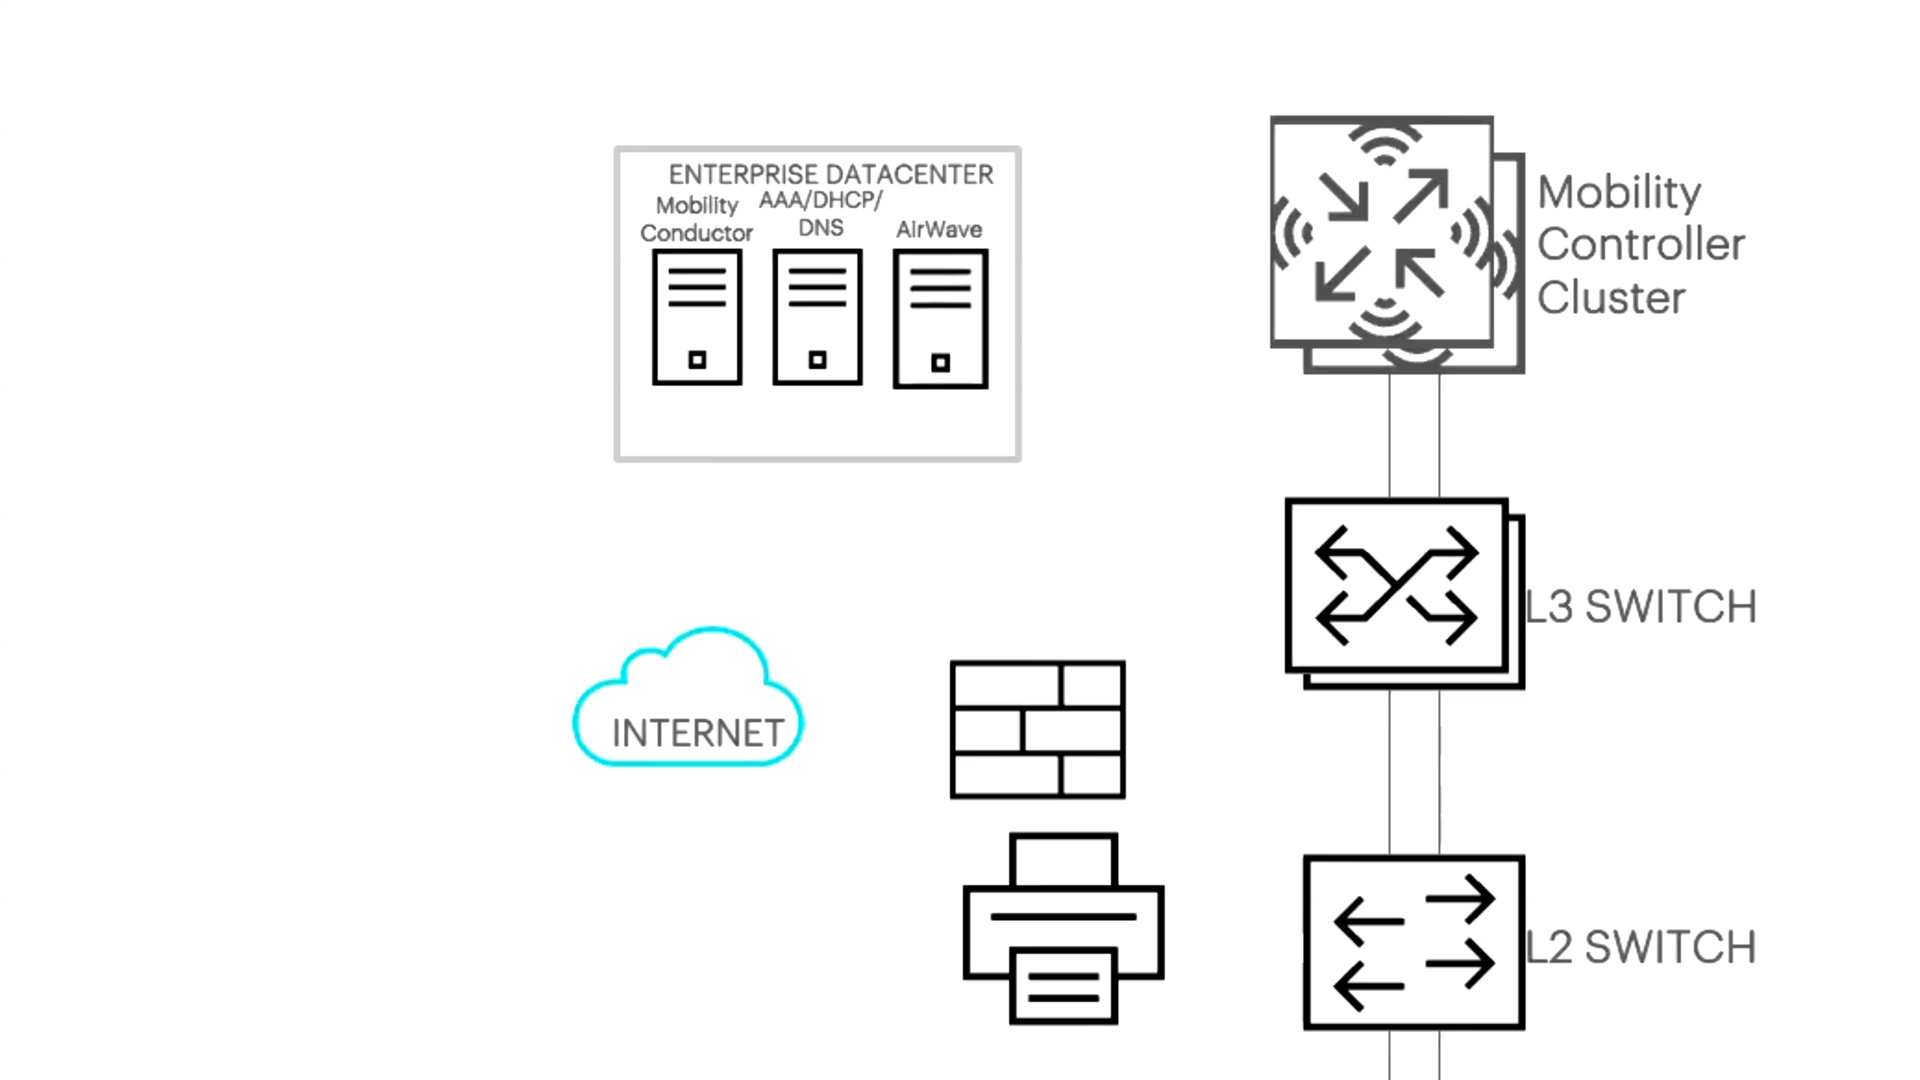 ENTERPRISE DATACENTER
Mobility
Conductor
AAA/DHCP/
DNS
AirWave
Mobility
Controller
Cluster
L3 SWITCH
INTERNET
L2 SWITCH